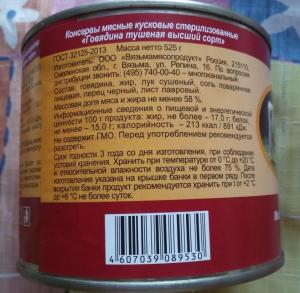 Консервы мясные кусковые стерилизованные
«Говядина тушеная высший сорт»
ГОСТ 32125-2013 Масса нетто 525 г
Изготовитель: ООО «Вязьмамясопродукт» Россия, 215110,
Смоленская обл., г. Вязьма, ул. Репина, 16. По вопросам
дистрибуции звонить: (495) 740-00-40 – многоканальный.
Состав: говядина, жир, лук сушеный, соль поваренная
пищевая, перец черный, лист лавровый.
Массовая доля мяса и жира не менее 58 %.
Информационные сведения о пищевой и энергетической
ценности 100 г продукта: жир, не более – 17,0 г; белок,
не менее – 15,0 г; калорийность – 213 ккал / 891 кДж.
Не содержит ГМО. Перед употреблением рекомендуется
разогреть.
Срок годности 3 года со дня изготовления, при соблюдении
условий хранения. Хранить при температуре от 0 °С до +20 °С
и относительной влажности воздуха не более 75 %. Дата
изготовления указана на крышке банки в первом ряду. После
вскрытия банки продукт рекомендуется хранить при t от +2°С
до +6 °С не более суток.
4 607039 089530